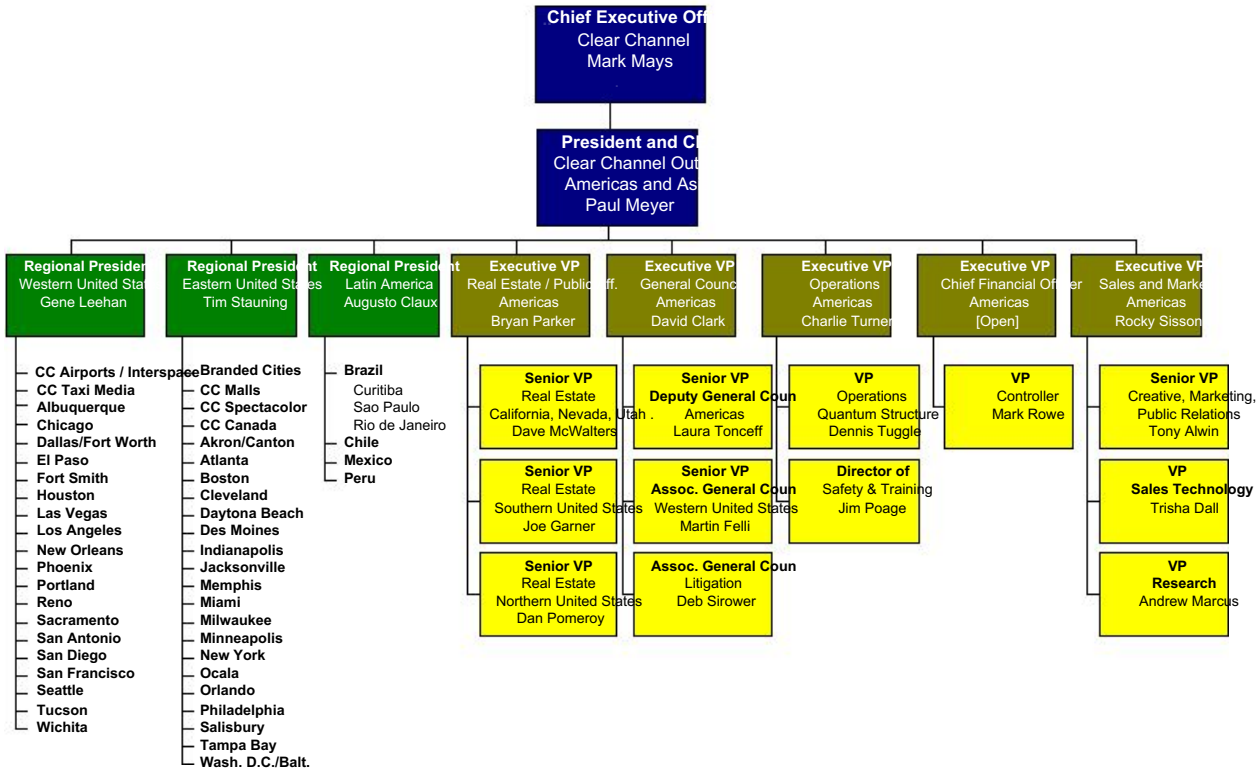 Chief Executive Off
Clear Channel
Mark Mays
President and C
Clear Channel Out
Americas and As
Paul Meyer
Regional Presiden
Western United Stat
Gene Leehan
Regional President
Eastern United States
Tim Stauning
Regional President
Latin America
Augusto Claux
Executive VP
Real Estate / Public ff.
Americas
Bryan Parker
Executive VP
General Counc
Americas
David Clark
Executive VP
Operations
Americas
Charlie Turner
Executive VP
Chief Financial Officer
Americas
[Open]
Executive VP
Sales and Marke
Americas
Rocky Sisson
CC Airports / Interspace
CC Taxi Media
Albuquerque
Chicago
Dallas/Fort Worth
El Paso
Fort Smith
Houston
Las Vegas
Los Angeles
New Orleans
Phoenix
Portland
Reno
Sacramento
San Antonio
San Diego
San Francisco
Seattle
Tucson
Wichita
Branded Cities
CC Malls
CC Spectacolor
CC Canada
Akron/Canton
Atlanta
Boston
Cleveland
Daytona Beach
Des Moines
Indianapolis
Jacksonville
Memphis
Miami
Milwaukee
Minneapolis
New York
Ocala
Orlando
Philadelphia
Salisbury
Tampa Bay
Wash. D.C./Balt.
Brazil
Curitiba
Sao Paulo
Rio de Janeiro
Chile
Mexico
Peru
Senior VP
Real Estate
California, Nevada, Utah .
Dave McWalters
Senior VP
Real Estate
Southern United States
Joe Garner
Senior VP
Real Estate
Northern United States
Dan Pomeroy
Senior VP
Deputy General Coun
Americas
Laura Tonceff
Senior VP
Assoc. General Coun
Western United States
Martin Felli
Assoc. General Coun
Litigation
Deb Sirower
VP
Operations
Quantum Structure
Dennis Tuggle
Director of
Safety & Training
Jim Poage
VP
Controller
Mark Rowe
Senior VP
Creative, Marketing,
Public Relations
Tony Alwin
VP
Sales Technology
Trisha Dall
VP
Research
Andrew Marcus